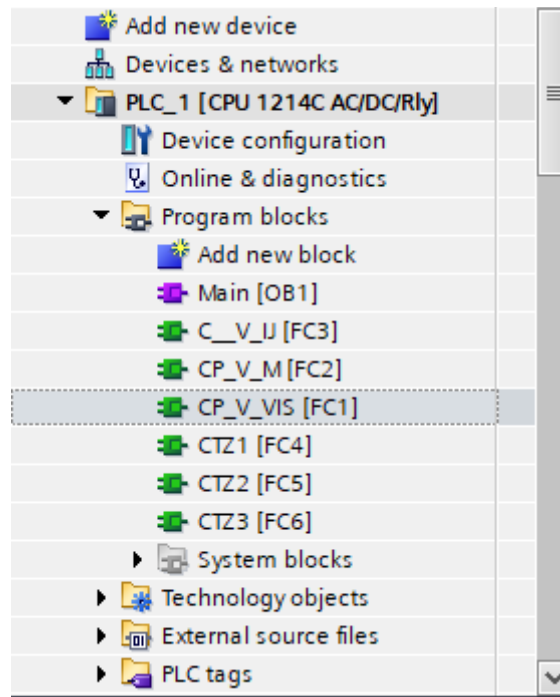 Add new device
Devices & networks
PLC_1 [CPU 1214C AC/DC/Rly]
Device configuration
Online & diagnostics
Program blocks
Add new block
Main [OB1]
C__V_IJ [FC3]
CP_V_M [FC2]
CP_V_VIS [FC1]
CTZ1 [FC4]
CTZ2 [FC5]
CTZ3 [FC6]
System blocks
Technology objects
External source files
PLC tags